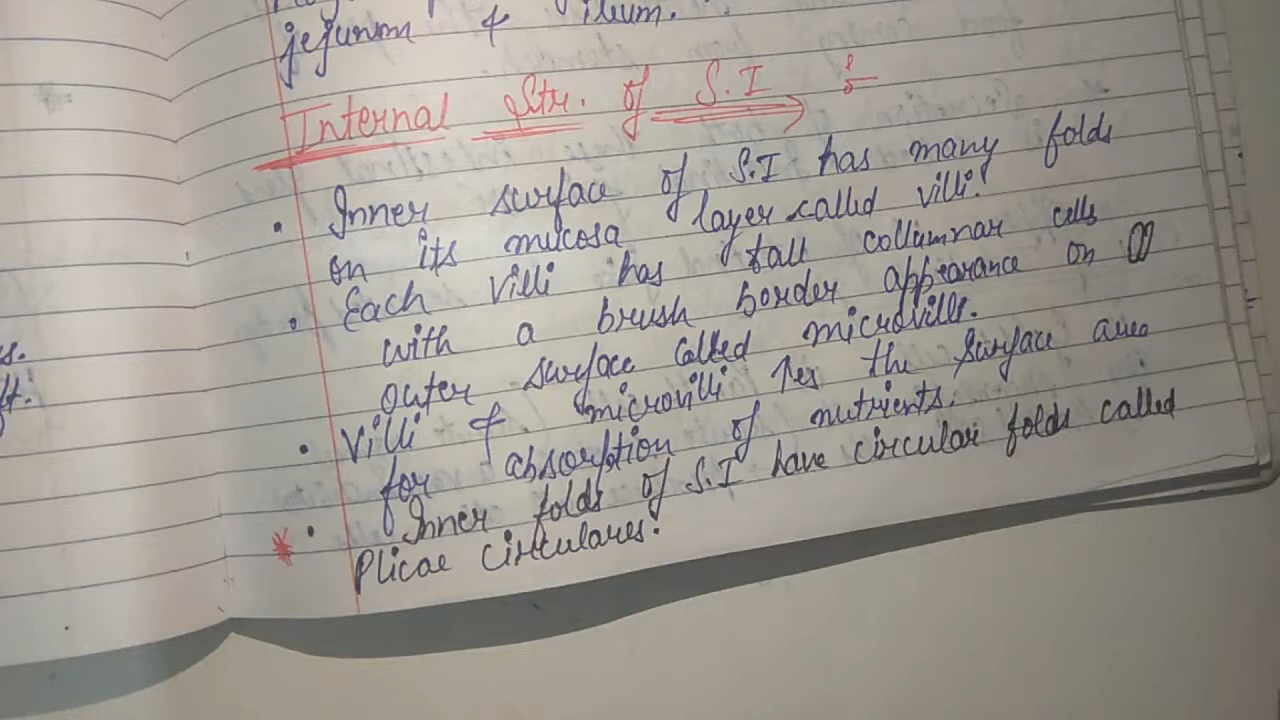 jejunum & ileum.
Internal Str. of S.I :-
• Inner surface of S.I has many folds
on its mucosa layer called villi.
• Each villi has tall collumnar cells
with a brush border appearance on
outer surface called microvilli.
• Villi & microvilli ↑es the surface area
for absorption of nutrients.
* • Inner folds of S.I have circular folds called
Plicae Circulares.